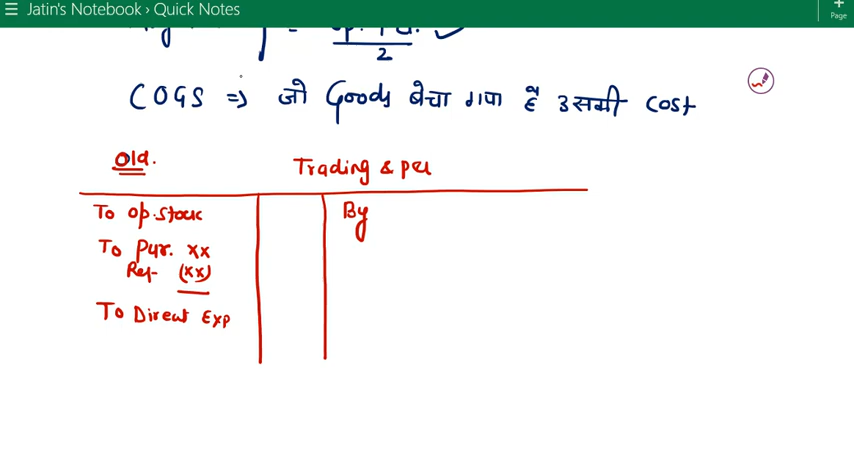 Jatin's Notebook › Quick Notes
Page
= 
2
COGS => जो Goods बेचा गया है उसकी cost
Old.
Trading & P&L
To Op. Stock
By
To Pur. xx
Ret (xx)
To Direct Exp